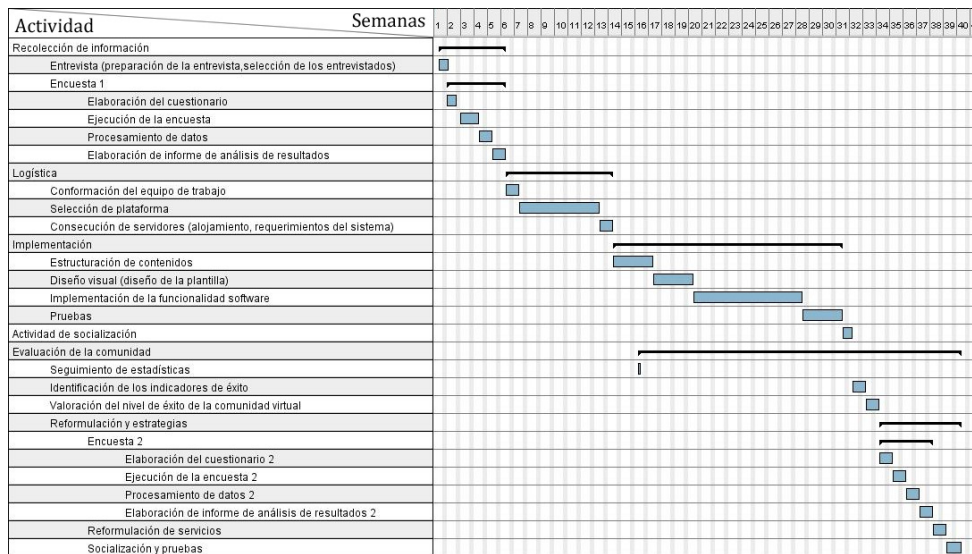 Actividad Semanas 1 2 3 4 5 6 7 8 9 10 11 12 13 14 15 16 17 18 19 20 21 22 23 24 25 26 27 28 29 30 31 32 33 34 35 36 37 38 39 40
Recolección de información
Entrevista (preparación de la entrevista,selección de los entrevistados)
Encuesta 1
Elaboración del cuestionario
Ejecución de la encuesta
Procesamiento de datos
Elaboración de informe de análisis de resultados
Logística
Conformación del equipo de trabajo
Selección de plataforma
Consecución de servidores (alojamiento, requerimientos del sistema)
Implementación
Estructuración de contenidos
Diseño visual (diseño de la plantilla)
Implementación de la funcionalidad software
Pruebas
Actividad de socialización
Evaluación de la comunidad
Seguimiento de estadísticas
Identificación de los indicadores de éxito
Valoración del nivel de éxito de la comunidad virtual
Reformulación y estrategias
Encuesta 2
Elaboración del cuestionario 2
Ejecución de la encuesta 2
Procesamiento de datos 2
Elaboración de informe de análisis de resultados 2
Reformulación de servicios
Socialización y pruebas